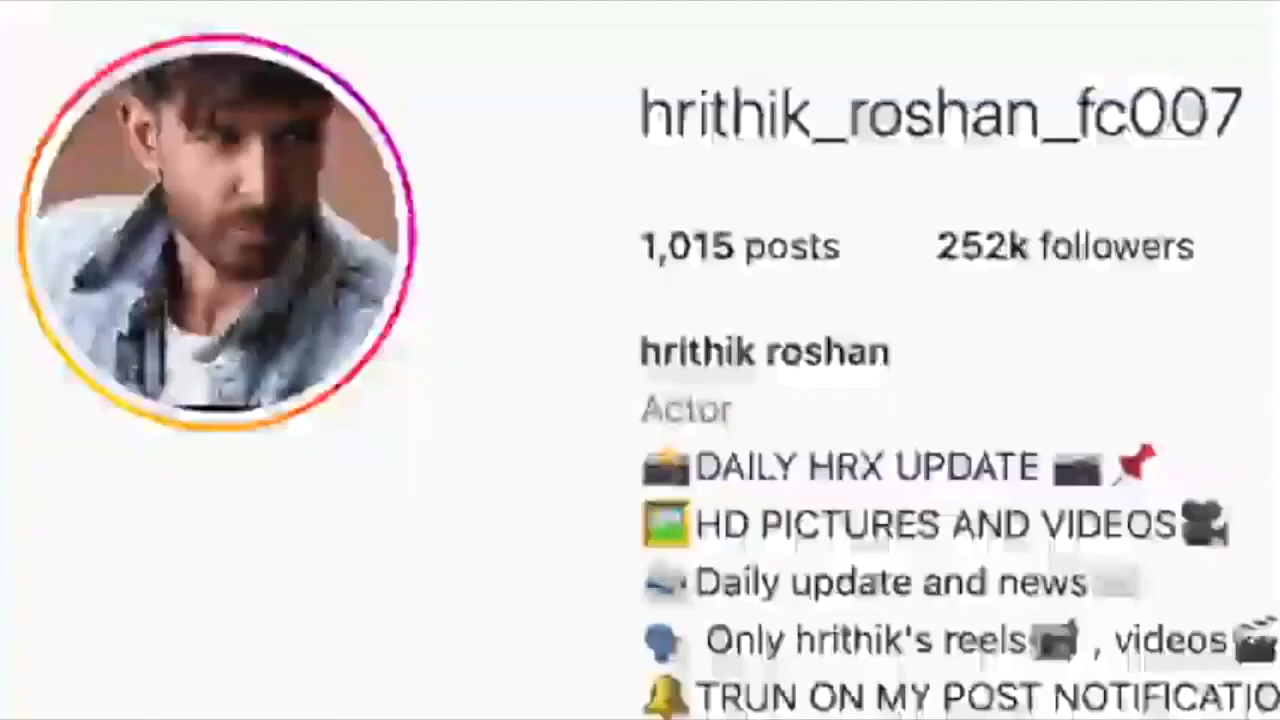 hrithik_roshan_fc007
1,015 posts 252k followers
hrithik roshan
Actor
📸DAILY HRX UPDATE 📷 📌
🖼️HD PICTURES AND VIDEOS🎥
Daily update and news
🗣️ Only hrithik's reels📹 , videos🎬
🔔TRUN ON MY POST NOTIFICATIO